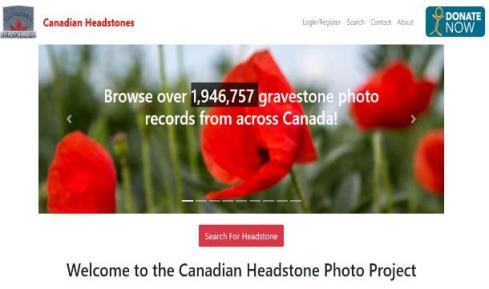 CANADIAN
Canadian Headstones
Login/Register Search Contact About
DONATE
NOW
Browse over 1,946,757 gravestone photo
records from across Canada!
Search For Headstone
Welcome to the Canadian Headstone Photo Project